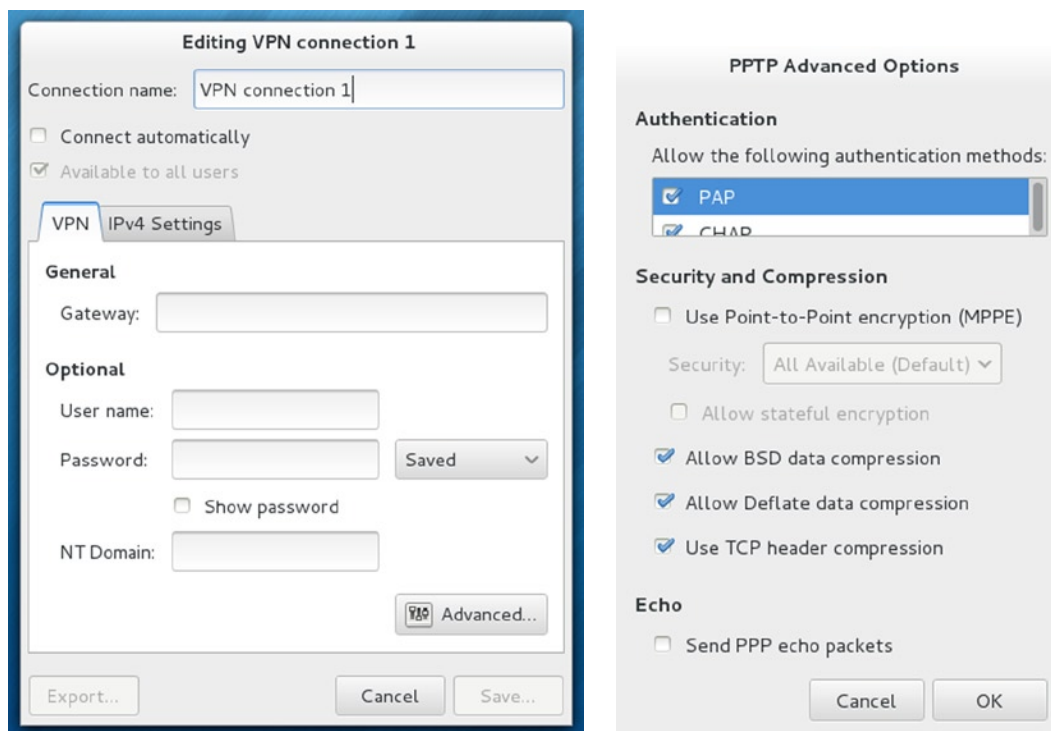 Editing VPN connection 1
Connection name: VPN connection 1
Connect automatically
Available to all users
VPN IPv4 Settings
General
Gateway:
Optional
User name:
Password: Saved
Show password
NT Domain:
Advanced...
Export... Cancel Save...
PPTP Advanced Options
Authentication
Allow the following authentication methods:
PAP
CHAP
Security and Compression
Use Point-to-Point encryption (MPPE)
Security: All Available (Default)
Allow stateful encryption
Allow BSD data compression
Allow Deflate data compression
Use TCP header compression
Echo
Send PPP echo packets
Cancel OK